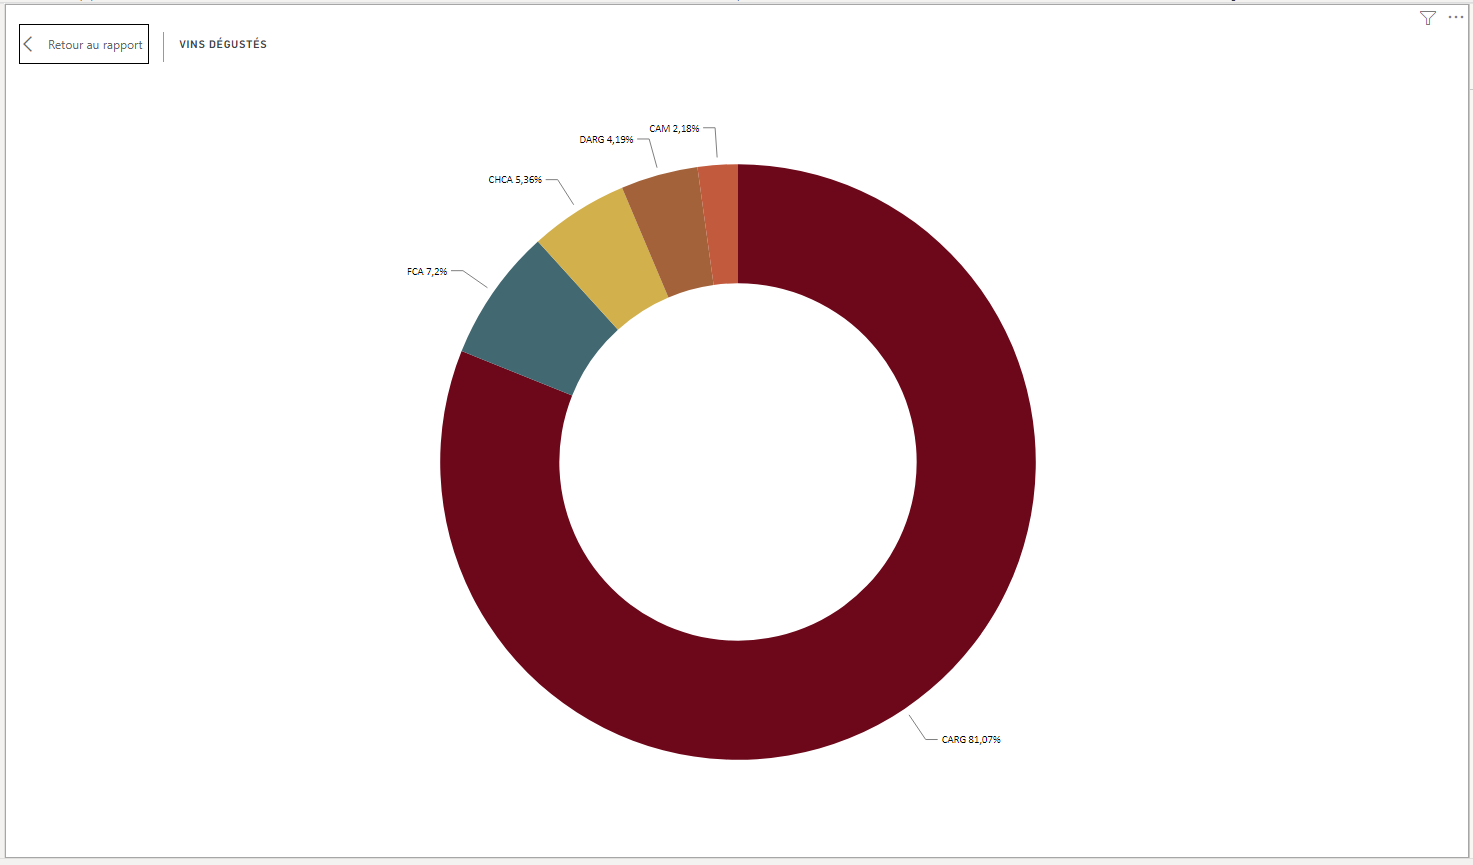 Retour au rapport
VINS DÉGUSTÉS
CAM 2,18%
DARG 4,19%
CHCA 5,36%
FCA 7,2%
CARG 81,07%